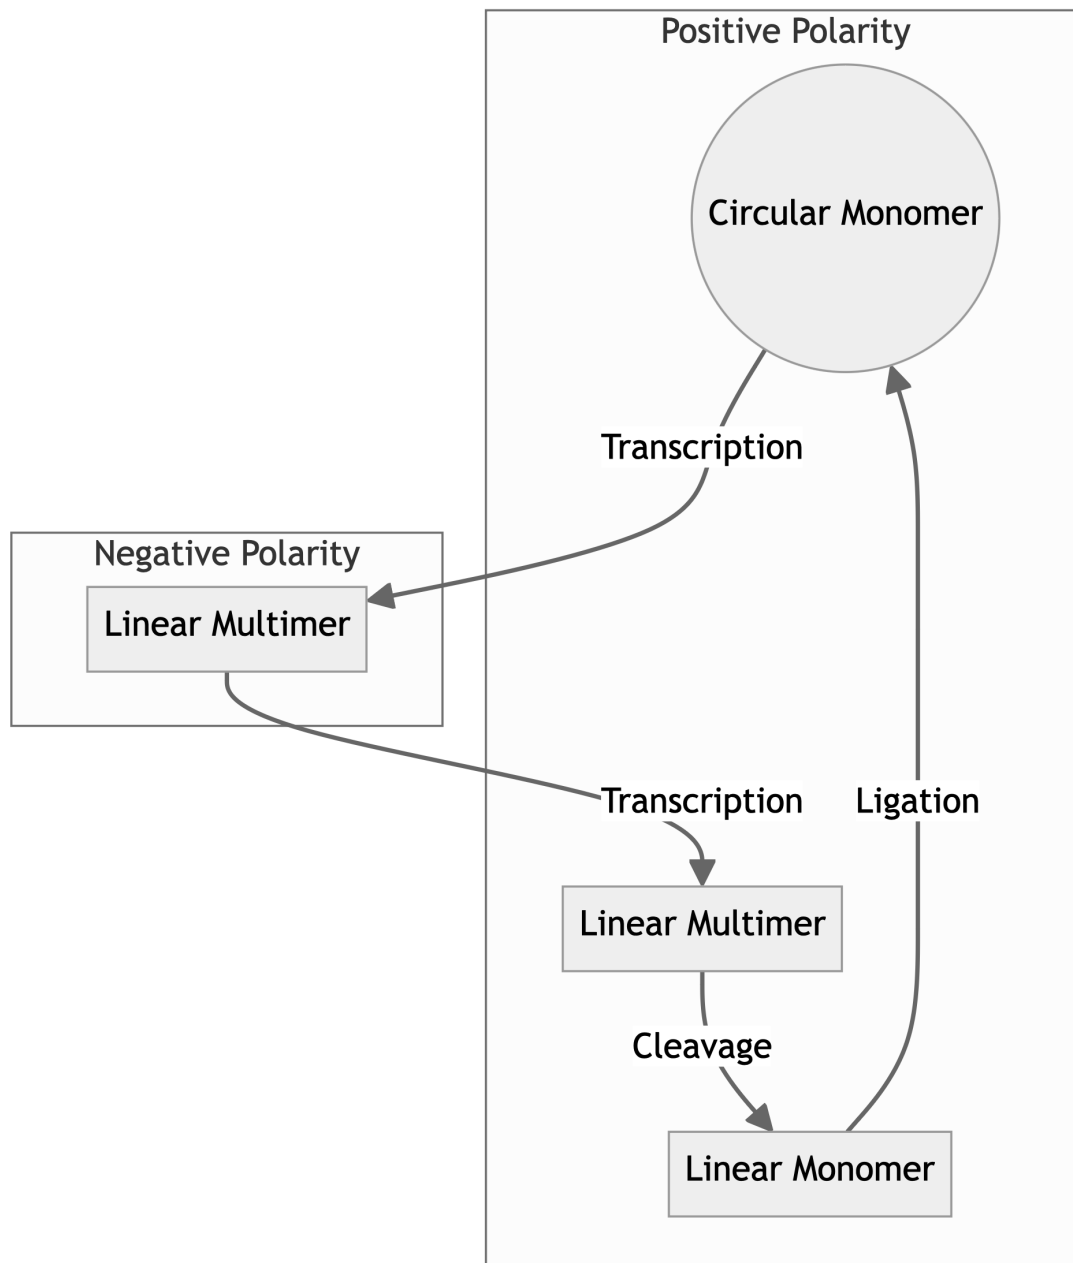 Positive Polarity
Circular Monomer
Transcription
Negative Polarity
Linear Multimer
Transcription
Ligation
Linear Multimer
Cleavage
Linear Monomer